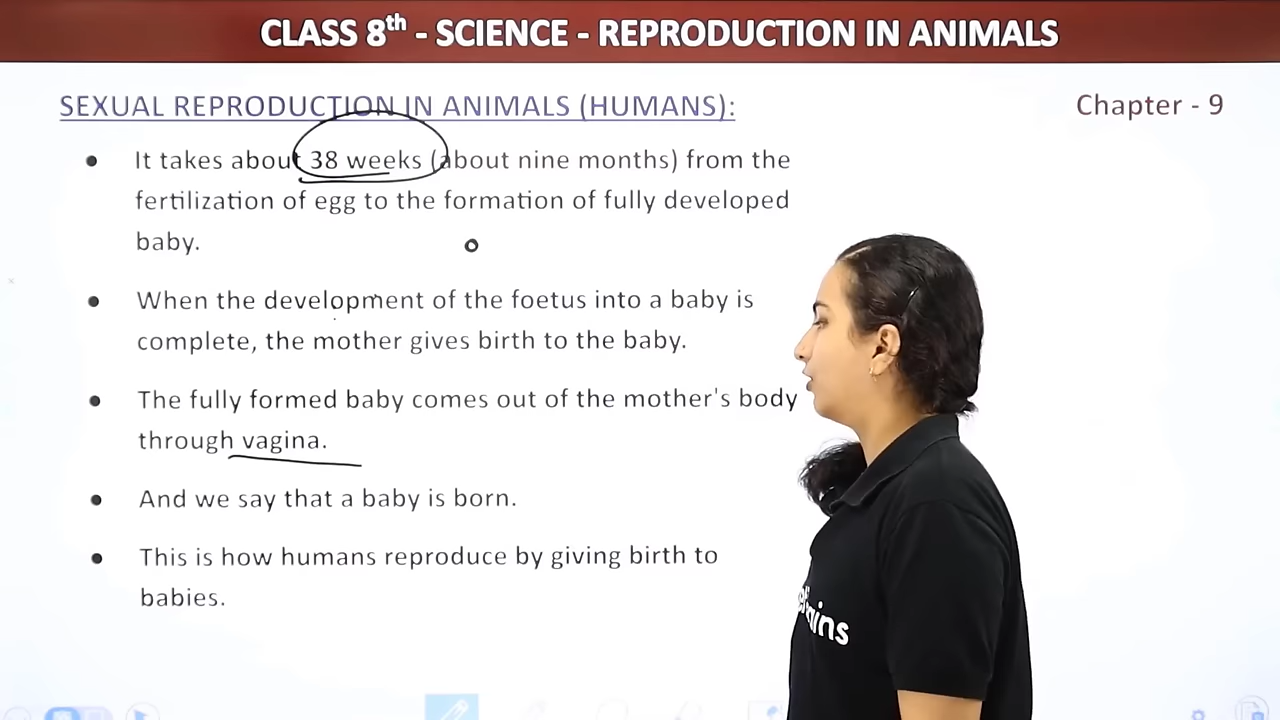 CLASS 8th - SCIENCE - REPRODUCTION IN ANIMALS
SEXUAL REPRODUCTION IN ANIMALS (HUMANS):
Chapter - 9
• It takes about 38 weeks (about nine months) from the
fertilization of egg to the formation of fully developed
baby.
• When the development of the foetus into a baby is
complete, the mother gives birth to the baby.
• The fully formed baby comes out of the mother's body
through vagina.
• And we say that a baby is born.
• This is how humans reproduce by giving birth to
babies.